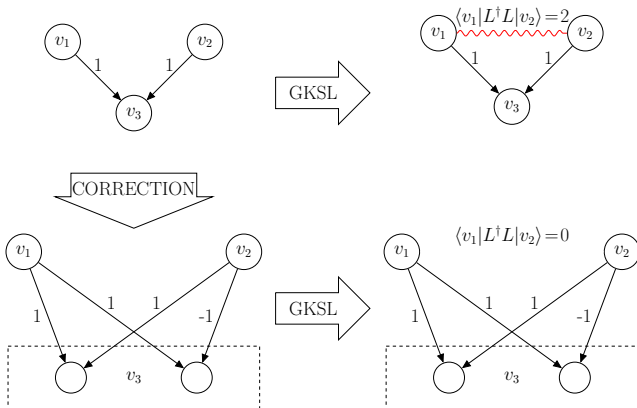 ⟨v₁|L†L|v₂⟩=2
v₁ v₂ v₁ v₂
1 1 1 1
GKSL
v₃ v₃
CORRECTION
⟨v₁|L†L|v₂⟩=0
v₁ v₂ v₁ v₂
1 1 1 -1 1 1 1 -1
GKSL
v₃ v₃